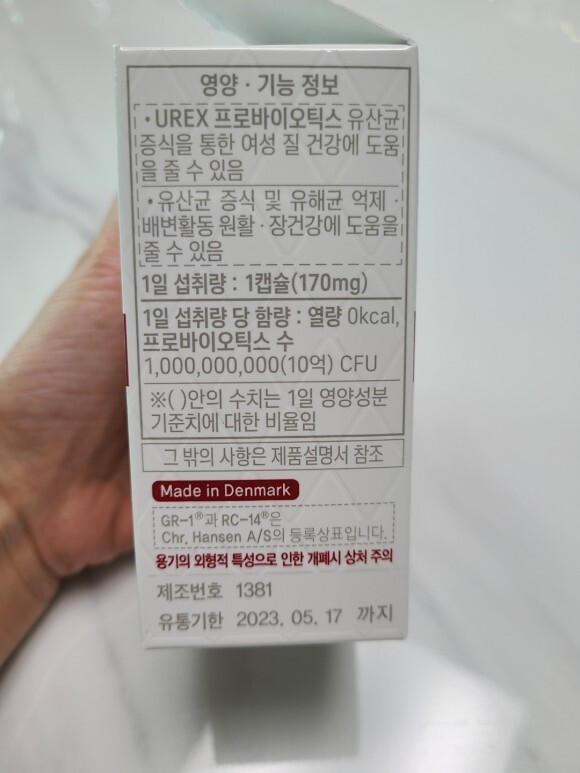 영양 · 기능 정보
• UREX 프로바이오틱스 유산균
증식을 통한 여성 질 건강에 도움
을 줄 수 있음
• 유산균 증식 및 유해균 억제 ·
배변활동 원활 · 장건강에 도움을
줄 수 있음
1일 섭취량 : 1캡슐(170mg)
1일 섭취량 당 함량 : 열량 0kcal,
프로바이오틱스 수
1,000,000,000(10억) CFU
※( )안의 수치는 1일 영양성분
기준치에 대한 비율임
그 밖의 사항은 제품설명서 참조
Made in Denmark
GR-1®과 RC-14®은
Chr. Hansen A/S의 등록상표입니다.
용기의 외형적 특성으로 인한 개폐시 상처 주의
제조번호 1381
유통기한 2023. 05. 17 까지